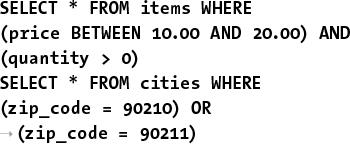 SELECT * FROM items WHERE
(price BETWEEN 10.00 AND 20.00) AND
(quantity > 0)
SELECT * FROM cities WHERE
(zip_code = 90210) OR
→ (zip_code = 90211)